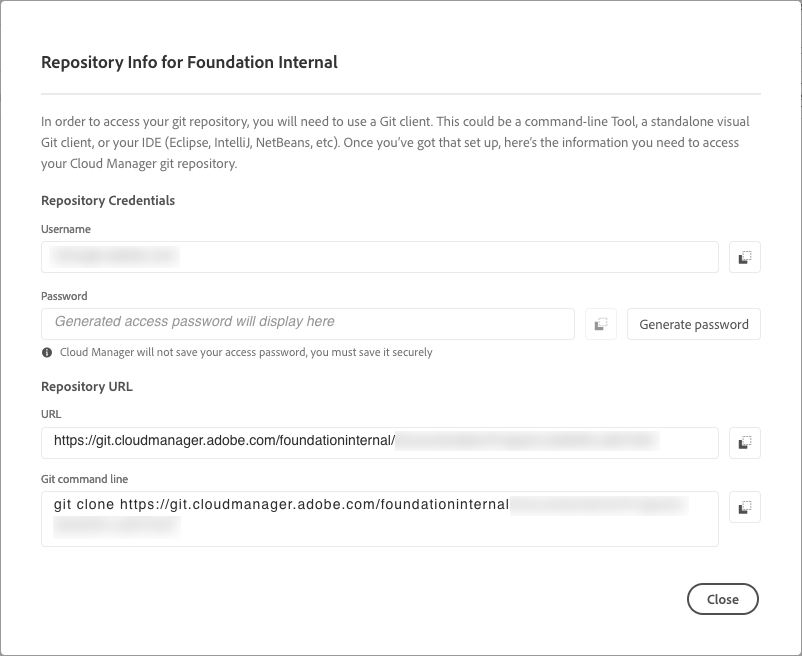 Repository Info for Foundation Internal
In order to access your git repository, you will need to use a Git client. This could be a command-line Tool, a standalone visual
Git client, or your IDE (Eclipse, IntelliJ, NetBeans, etc). Once you've got that set up, here's the information you need to access
your Cloud Manager git repository.
Repository Credentials
Username
Password
Generated access password will display here
Generate password
Cloud Manager will not save your access password, you must save it securely
Repository URL
URL
https://git.cloudmanager.adobe.com/foundationinternal/
Git command line
git clone https://git.cloudmanager.adobe.com/foundationinternal
Close